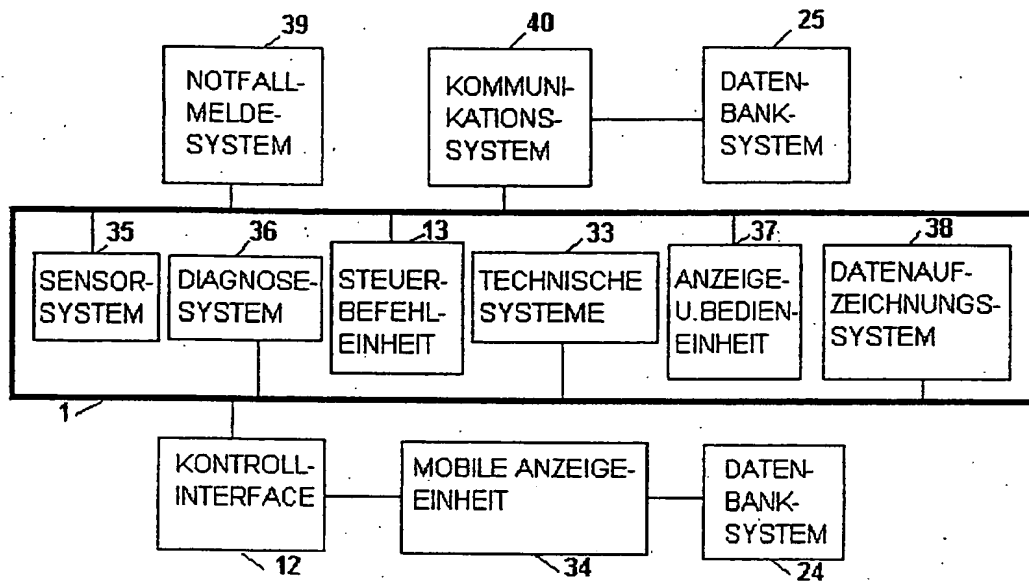 39
40
25
NOTFALL-
MELDE-
SYSTEM
KOMMUNI-
KATIONS-
SYSTEM
DATEN-
BANK-
SYSTEM
35
36
13
33
37
38
SENSOR-
SYSTEM
DIAGNOSE-
SYSTEM
STEUER-
BEFEHL-
EINHEIT
TECHNISCHE
SYSTEME
ANZEIGE-
U.BEDIEN-
EINHEIT
DATENAUF-
ZEICHNUNGS-
SYSTEM
1
KONTROLL-
INTERFACE
MOBILE ANZEIGE-
EINHEIT
DATEN-
BANK-
SYSTEM
12
34
24